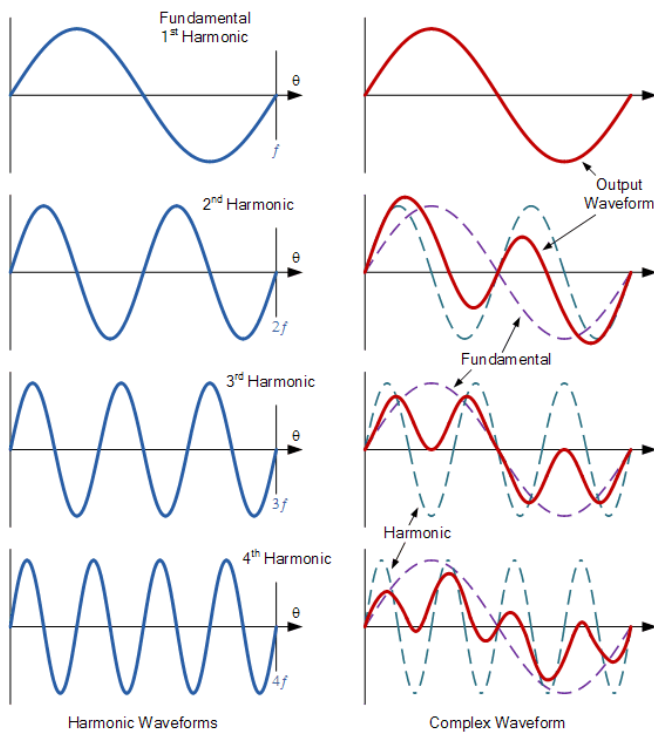 Fundamental
1st Harmonic
θ
f
Output
Waveform
2nd Harmonic
θ
2f
Fundamental
3rd Harmonic
θ
3f
Harmonic
4th Harmonic
θ
4f
Harmonic Waveforms
Complex Waveform